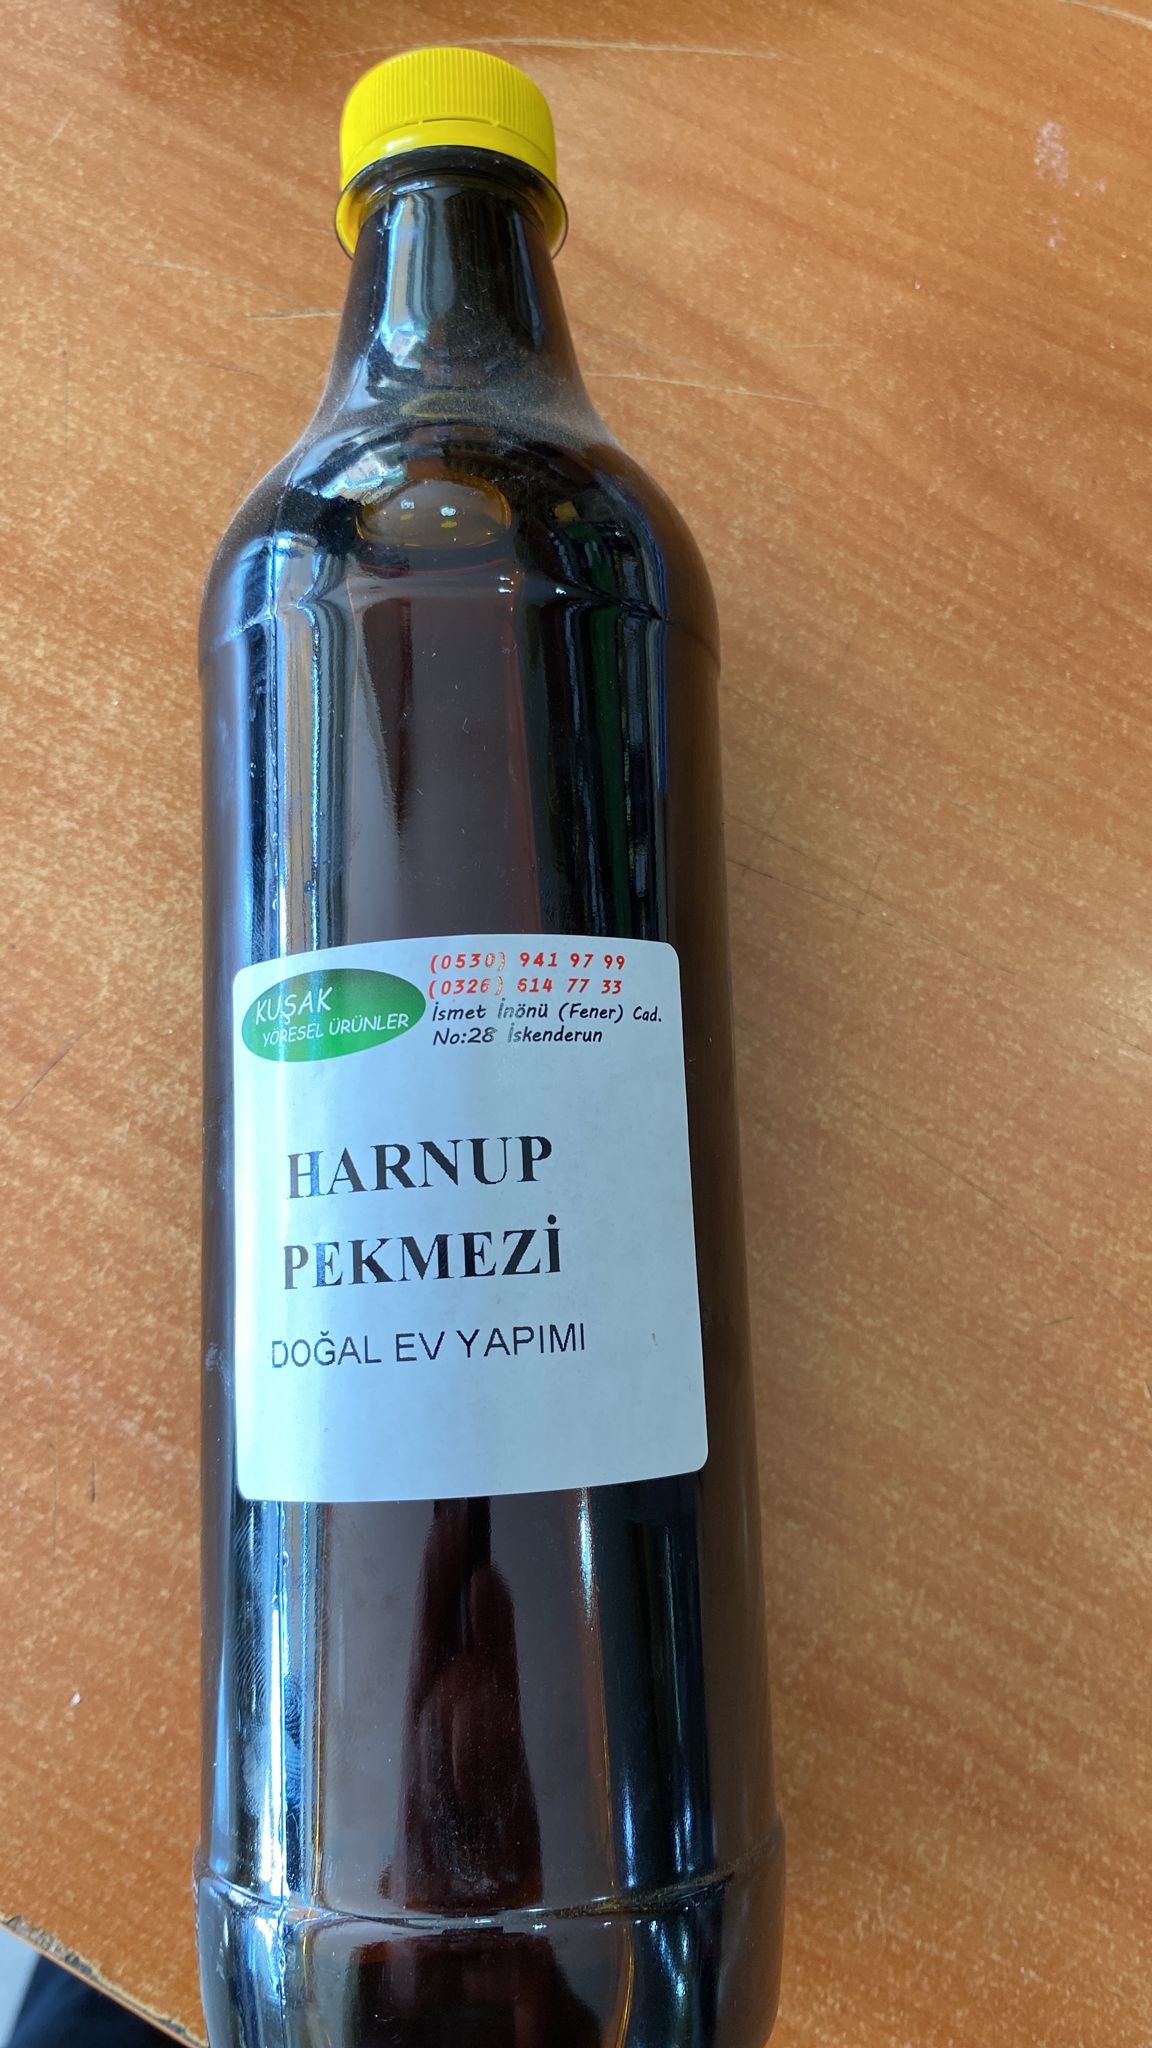 KUŞAK
YÖRESEL ÜRÜNLER
(0530) 941 97 99
(0326) 614 77 33
İsmet İnönü (Fener) Cad.
No:28 İskenderun
HARNUP
PEKMEZİ
DOĞAL EV YAPIMI